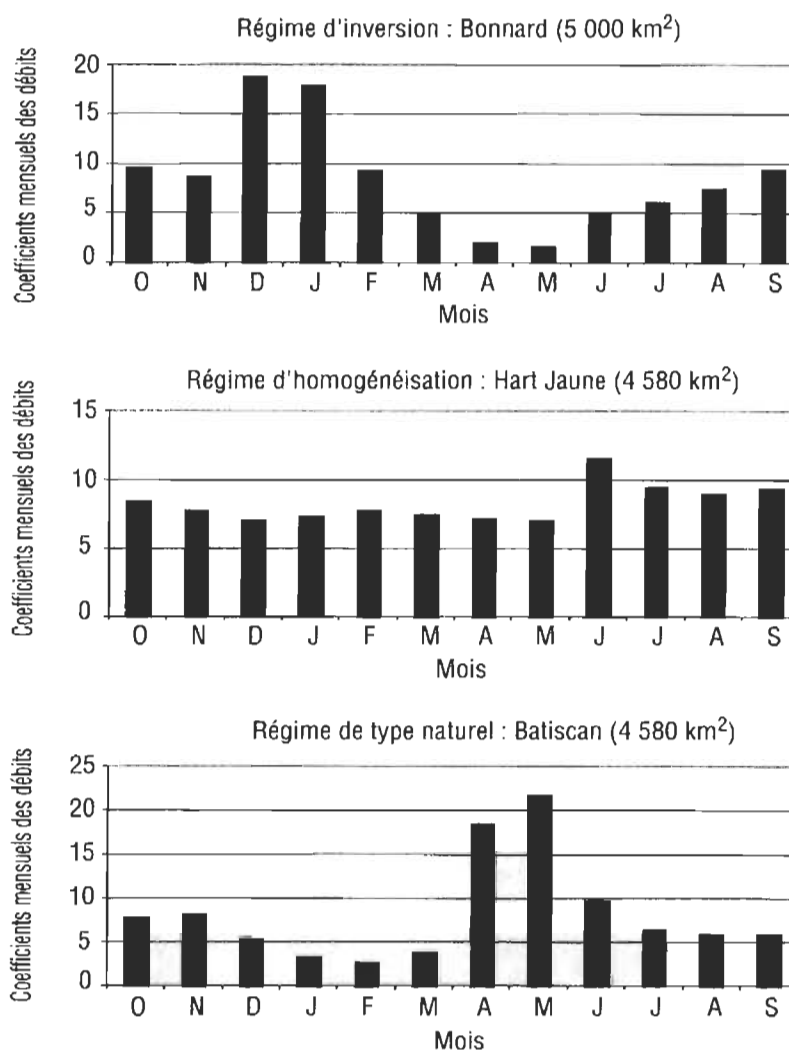 Régime d'inversion : Bonnard (5 000 km²)
Coefficients mensuels des débits
20
15
10
5
0
O N D J F M A M J J A S
Mois
Régime d'homogénéisation : Hart Jaune (4 580 km²)
Coefficients mensuels des débits
15
10
5
0
O N D J F M A M J J A S
Mois
Régime de type naturel : Batiscan (4 580 km²)
Coefficients mensuels des débits
25
20
15
10
5
0
O N D J F M A M J J A S
Mois